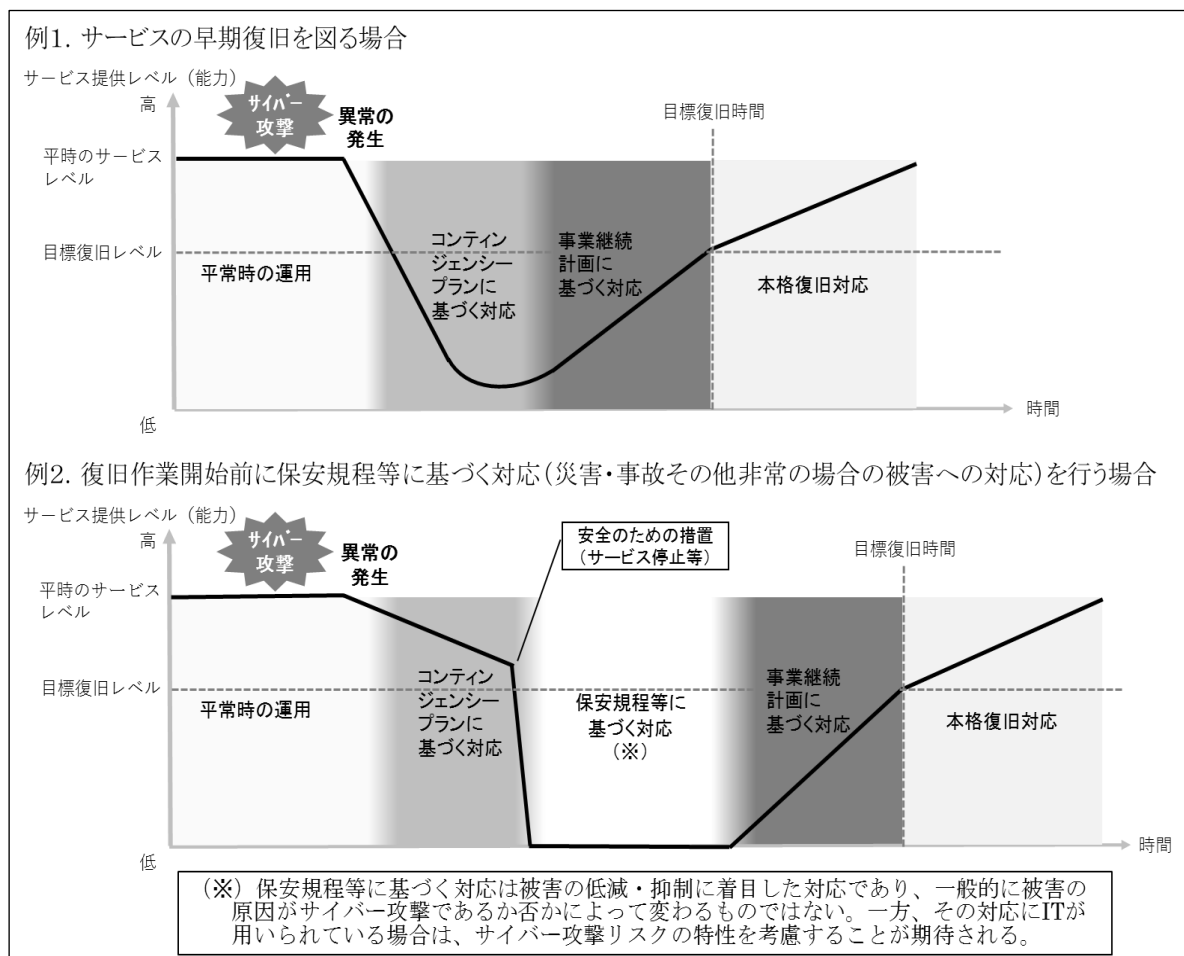 例1. サービスの早期復旧を図る場合
サービス提供レベル（能力）
高
サイバー
攻撃
異常の
発生
目標復旧時間
平時のサービス
レベル
目標復旧レベル
平常時の運用
コンティン
ジェンシー
プランに
基づく対応
事業継続
計画に
基づく対応
本格復旧対応
低
時間
例2. 復旧作業開始前に保安規程等に基づく対応（災害・事故その他非常の場合の被害への対応）を行う場合
サービス提供レベル（能力）
高
サイバー
攻撃
異常の
発生
安全のための措置
（サービス停止等）
目標復旧時間
平時のサービス
レベル
目標復旧レベル
平常時の運用
コンティン
ジェンシー
プランに
基づく対応
保安規程等に
基づく対応
（※）
事業継続
計画に
基づく対応
本格復旧対応
低
時間
（※）保安規程等に基づく対応は被害の低減・抑制に着目した対応であり、一般的に被害の
原因がサイバー攻撃であるか否かによって変わるものではない。一方、その対応にITが
用いられている場合は、サイバー攻撃リスクの特性を考慮することが期待される。